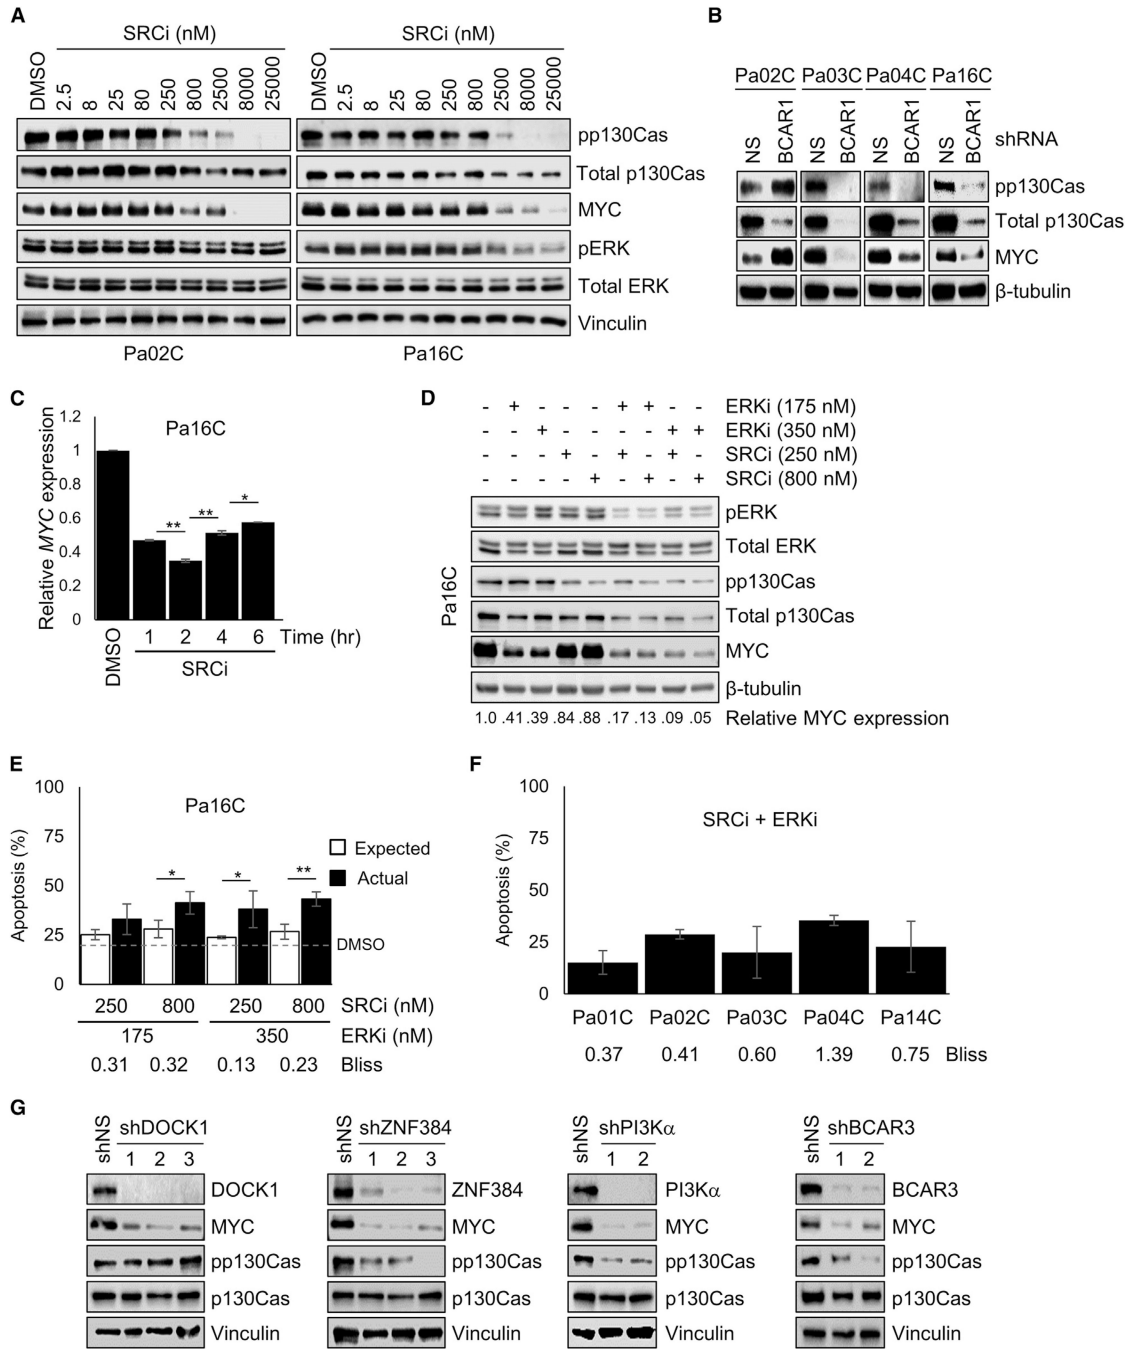 A
SRCi (nM) SRCi (nM)
DMSO 2.5 8 25 80 250 800 2500 8000 25000 DMSO 2.5 8 25 80 250 800 2500 8000 25000
pp130Cas
Total p130Cas
MYC
pERK
Total ERK
Vinculin
Pa02C Pa16C
B
Pa02C Pa03C Pa04C Pa16C
NS BCAR1 NS BCAR1 NS BCAR1 NS BCAR1 shRNA
pp130Cas
Total p130Cas
MYC
β-tubulin
C
Pa16C
Relative MYC expression
1.2
1
0.8
0.6
0.4
0.2
0
** ** *
DMSO 1 2 4 6 Time (hr)
SRCi
D
- + - - - + + - - ERKi (175 nM)
- - + - - - - + + ERKi (350 nM)
- - - + - + - + - SRCi (250 nM)
- - - - + - + - + SRCi (800 nM)
Pa16C
pERK
Total ERK
pp130Cas
Total p130Cas
MYC
β-tubulin
1.0 .41 .39 .84 .88 .17 .13 .09 .05 Relative MYC expression
E
Pa16C
Apoptosis (%)
100
75
50
25
0
* * **
Expected
Actual
DMSO
250 800 250 800 SRCi (nM)
175 350 ERKi (nM)
0.31 0.32 0.13 0.23 Bliss
F
SRCi + ERKi
Apoptosis (%)
100
75
50
25
0
Pa01C Pa02C Pa03C Pa04C Pa14C
0.37 0.41 0.60 1.39 0.75 Bliss
G
shNS shDOCK1
1 2 3
DOCK1
MYC
pp130Cas
p130Cas
Vinculin
shNS shZNF384
1 2 3
ZNF384
MYC
pp130Cas
p130Cas
Vinculin
shNS shPI3Kα
1 2
PI3Kα
MYC
pp130Cas
p130Cas
Vinculin
shNS shBCAR3
1 2
BCAR3
MYC
pp130Cas
p130Cas
Vinculin